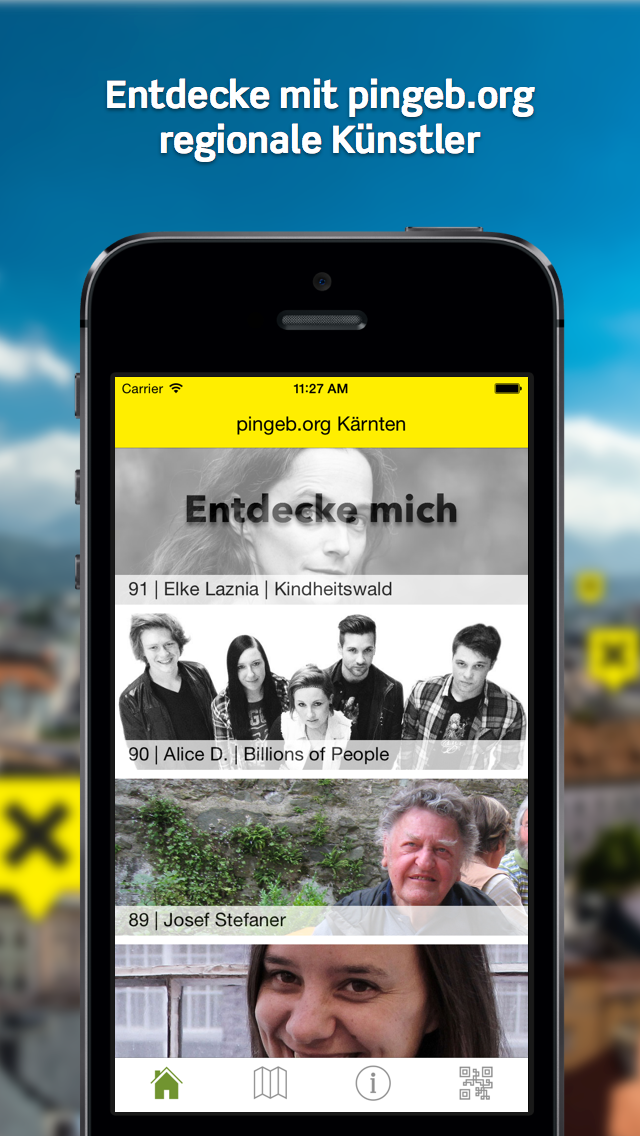 Entdecke mit pingeb.org
regionale Künstler
Carrier 11:27 AM
pingeb.org Kärnten
Entdecke mich
91 | Elke Laznia | Kindheitswald
90 | Alice D. | Billions of People
89 | Josef Stefaner